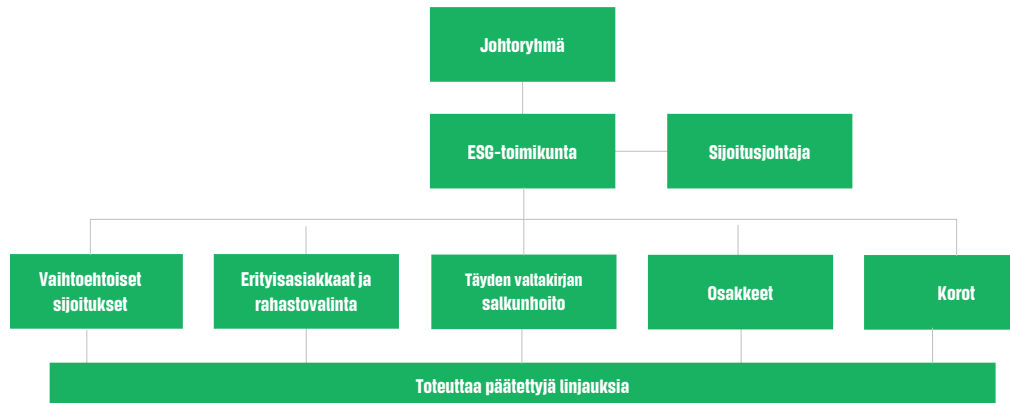 Johtoryhmä
ESG-toimikunta
Sijoitusjohtaja
Vaihtoehtoiset
sijoitukset
Erityisasiakkaat ja
rahastovalinta
Täyden valtakirjan
salkunhoito
Osakkeet
Korot
Toteuttaa päätettyjä linjauksia